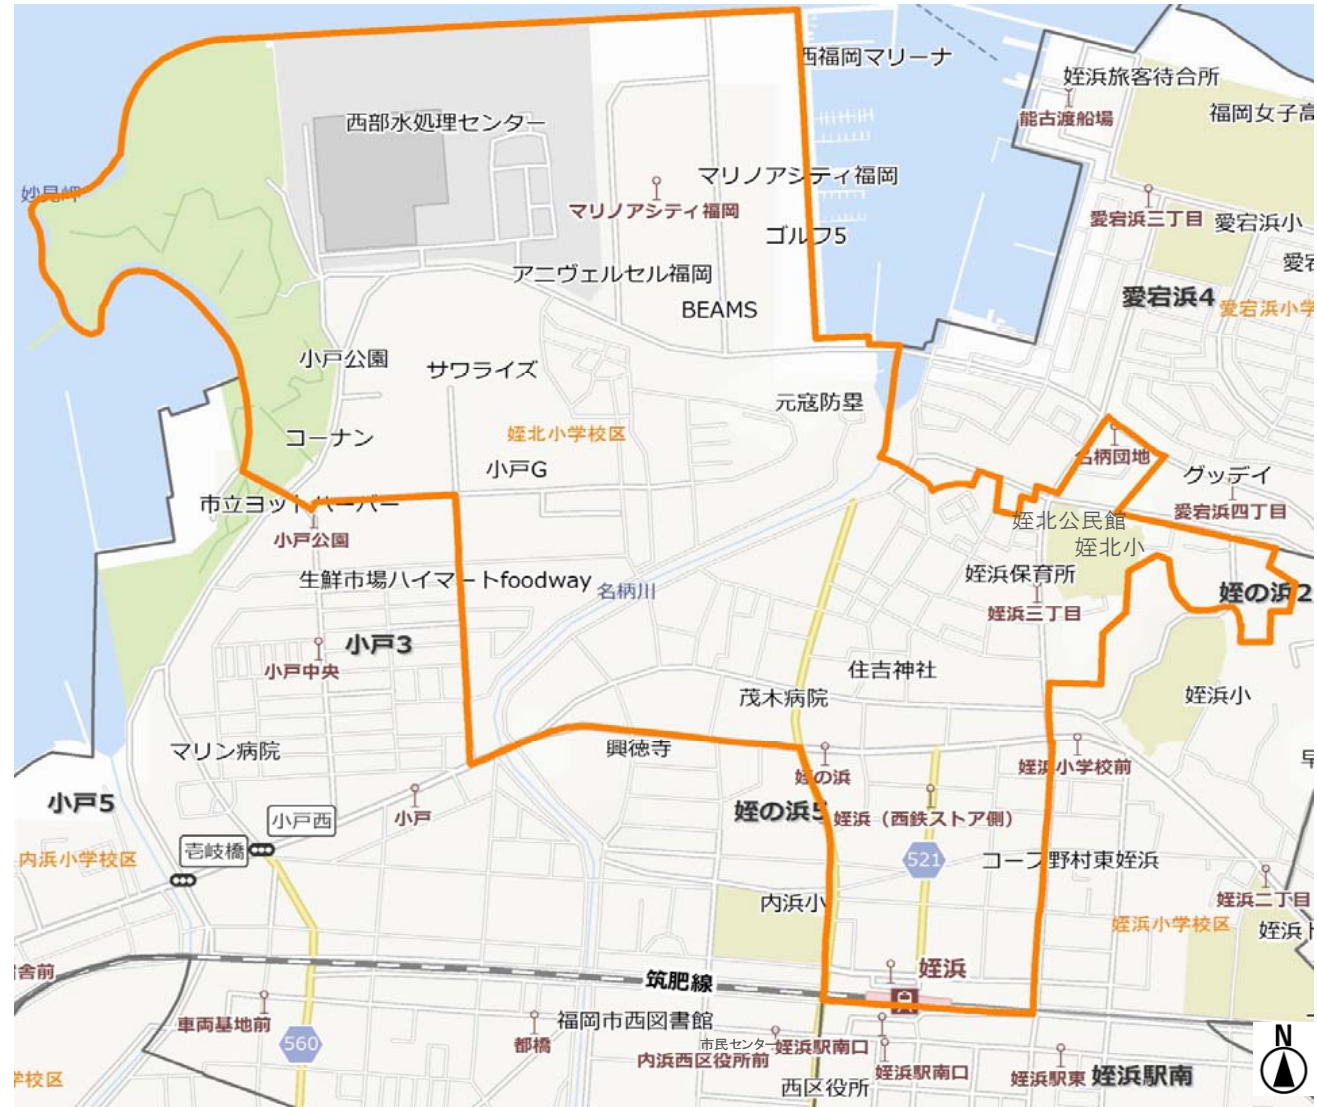 西福岡マリーナ
姪浜旅客待合所
能古渡船場
福岡女子高
西部水処理センター
妙見岬
マリノアシティ福岡
マリノアシティ福岡
愛宕浜三丁目
愛宕浜小
ゴルフ5
愛宕
アニヴェルセル福岡
BEAMS
愛宕浜4
愛宕浜小学
小戸公園
サワライズ
元寇防塁
コーナン
姪北小学校区
名柄団地
小戸G
グッデイ
市立ヨットハーバー
愛宕浜四丁目
姪北公民館
小戸公園
姪北小
生鮮市場ハイマートfoodway
名柄川
姪浜保育所
姪の浜2
姪浜三丁目
小戸3
小戸中央
住吉神社
茂木病院
姪浜小
マリン病院
興徳寺
姪の浜
姪浜小学校前
早
小戸5
小戸
姪の浜5
姪浜（西鉄ストア側）
小戸西
壱岐橋
内浜小学校区
521
コープ野村東姪浜
内浜小
姪浜二丁目
姪浜小学校区
姪浜
舎前
姪浜
筑肥線
車両基地前
福岡市西図書館
560
都橋
市民センター
内浜西区役所前
姪浜駅南口
姪浜駅南口
姪浜駅東
姪浜駅南
学校区
西区役所
N